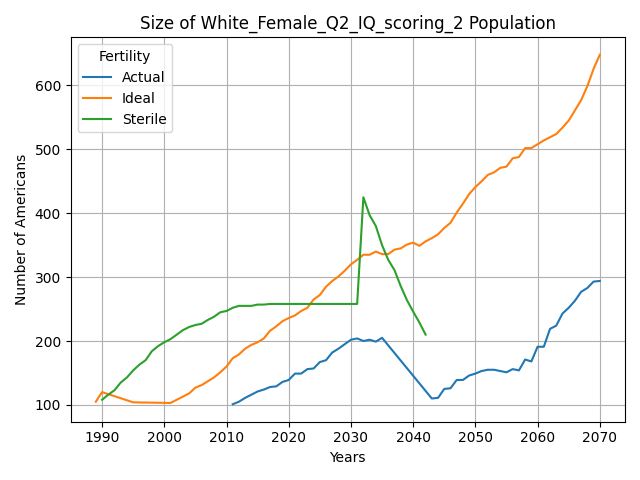 Size of White_Female_Q2_IQ_scoring_2 Population
Fertility
Actual
Ideal
Sterile
Number of Americans
600
500
400
300
200
100
1990
2000
2010
2020
2030
2040
2050
2060
2070
Years